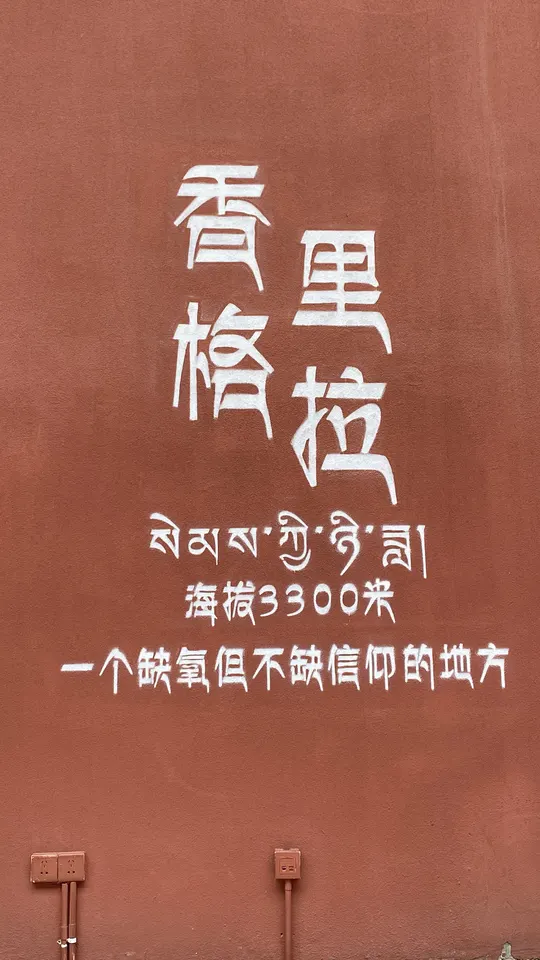 香格
里拉
སེམས་ཀྱི་ཉི་ཟླ།
海拔3300米
一个缺氧但不缺信仰的地方